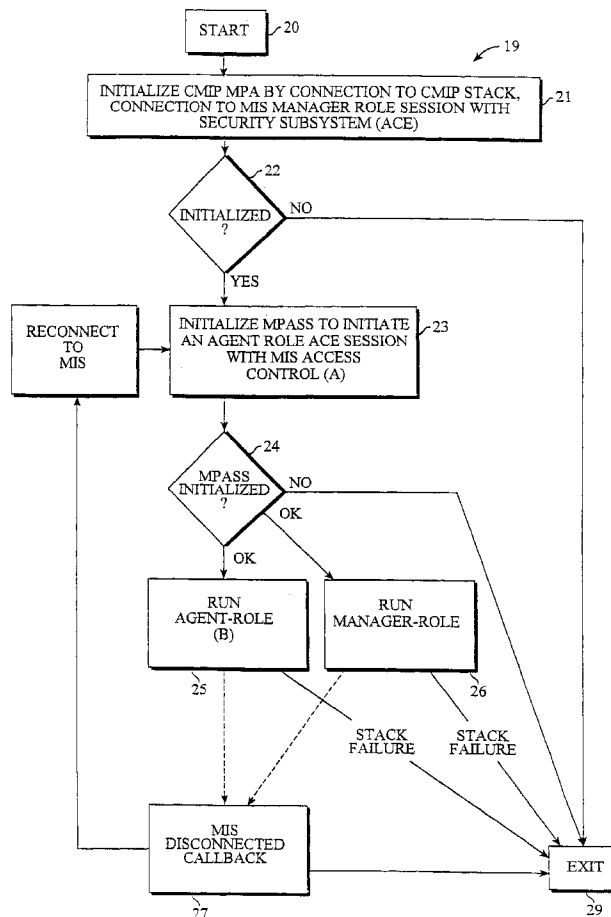 START
20
19
INITIALIZE CMIP MPA BY CONNECTION TO CMIP STACK,
CONNECTION TO MIS MANAGER ROLE SESSION WITH
SECURITY SUBSYSTEM (ACE)
21
22
INITIALIZED
?
NO
YES
RECONNECT
TO
MIS
INITIALIZE MPASS TO INITIATE
AN AGENT ROLE ACE SESSION
WITH MIS ACCESS
CONTROL (A)
23
24
MPASS
INITIALIZED
?
NO
OK
OK
RUN
AGENT-ROLE
(B)
25
RUN
MANAGER-ROLE
26
STACK
FAILURE
STACK
FAILURE
MIS
DISCONNECTED
CALLBACK
27
EXIT
29